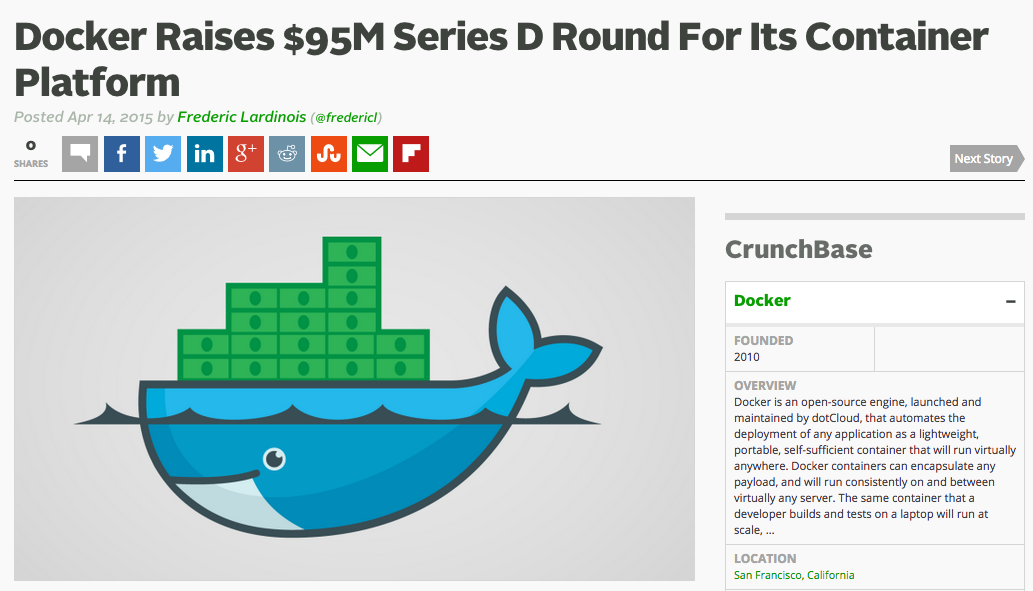 Docker Raises $95M Series D Round For Its Container
Platform
Posted Apr 14, 2015 by Frederic Lardinois (@fredericl)
0
SHARES
f
in
g+
Next Story
CrunchBase
Docker
–
FOUNDED
2010
OVERVIEW
Docker is an open-source engine, launched and
maintained by dotCloud, that automates the
deployment of any application as a lightweight,
portable, self-sufficient container that will run virtually
anywhere. Docker containers can encapsulate any
payload, and will run consistently on and between
virtually any server. The same container that a
developer builds and tests on a laptop will run at
scale, ...
LOCATION
San Francisco, California